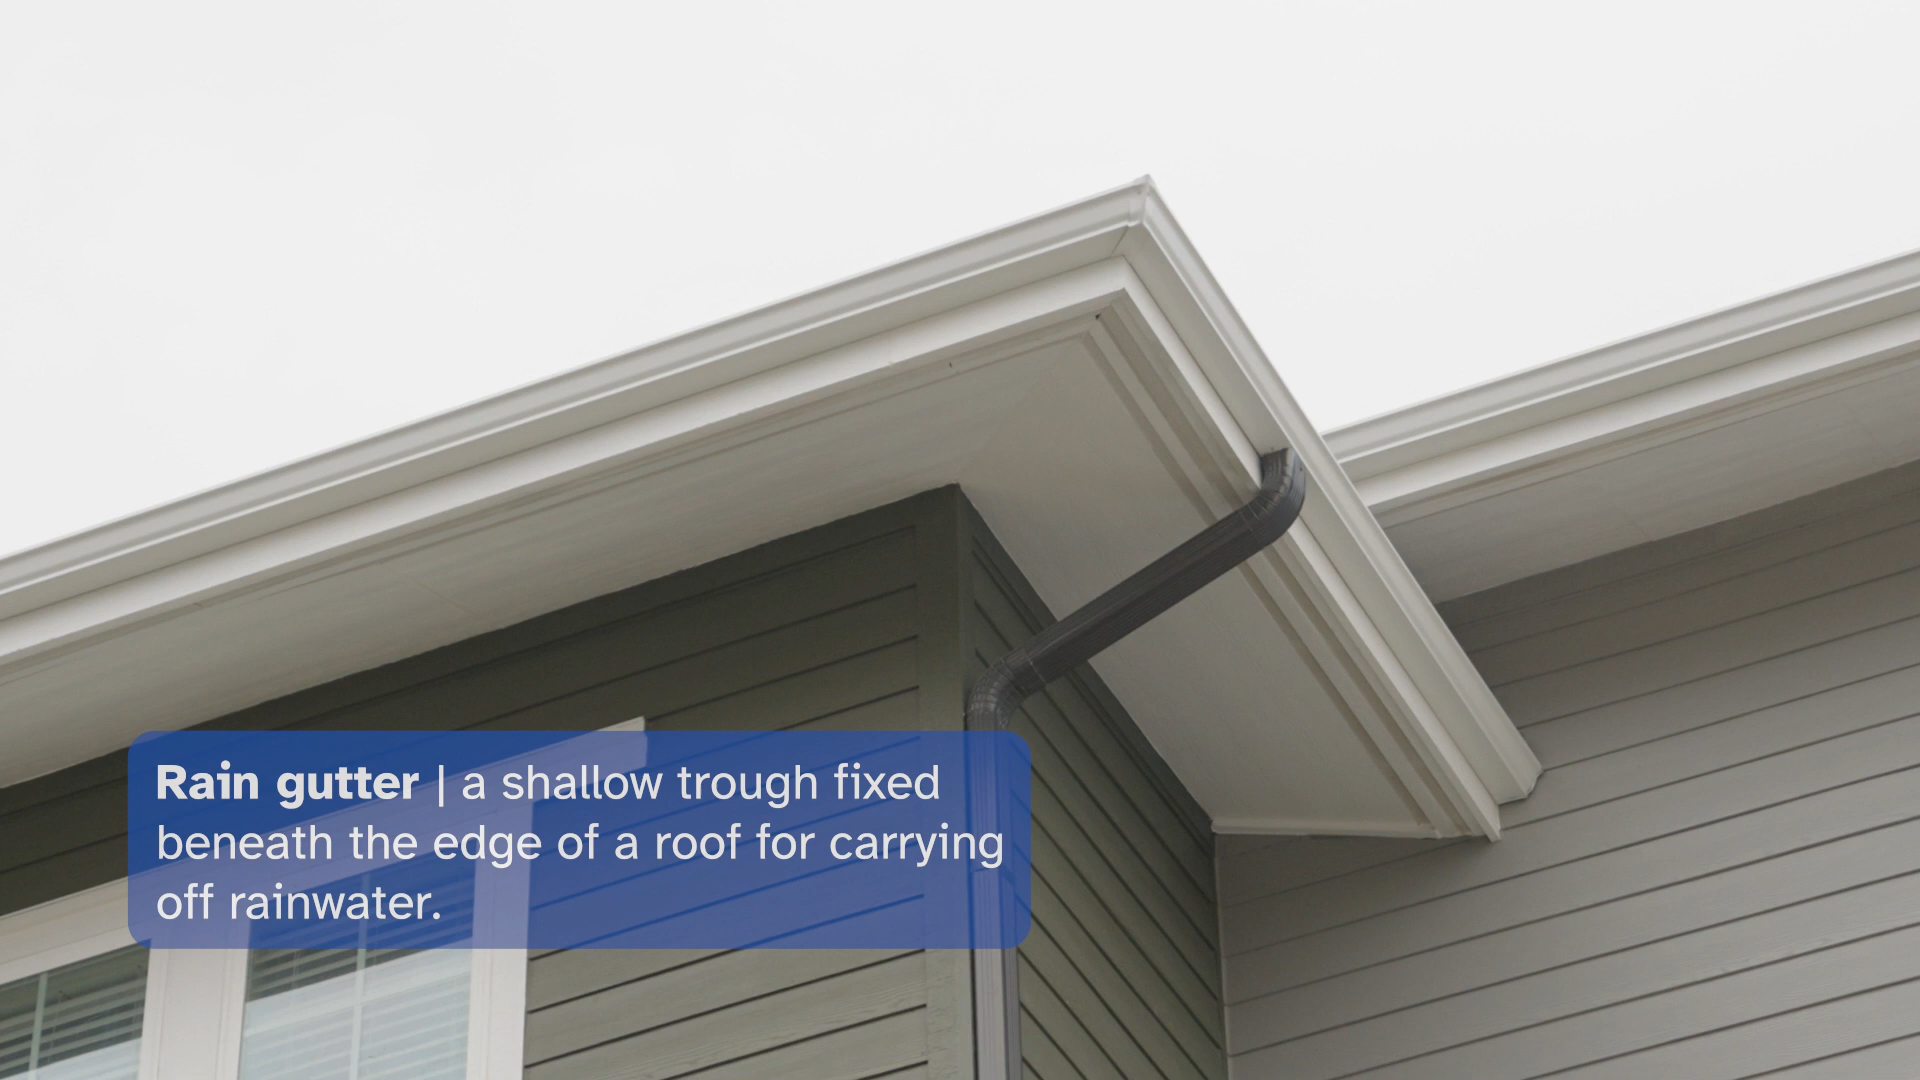 Rain gutter | a shallow trough fixed
beneath the edge of a roof for carrying
off rainwater.